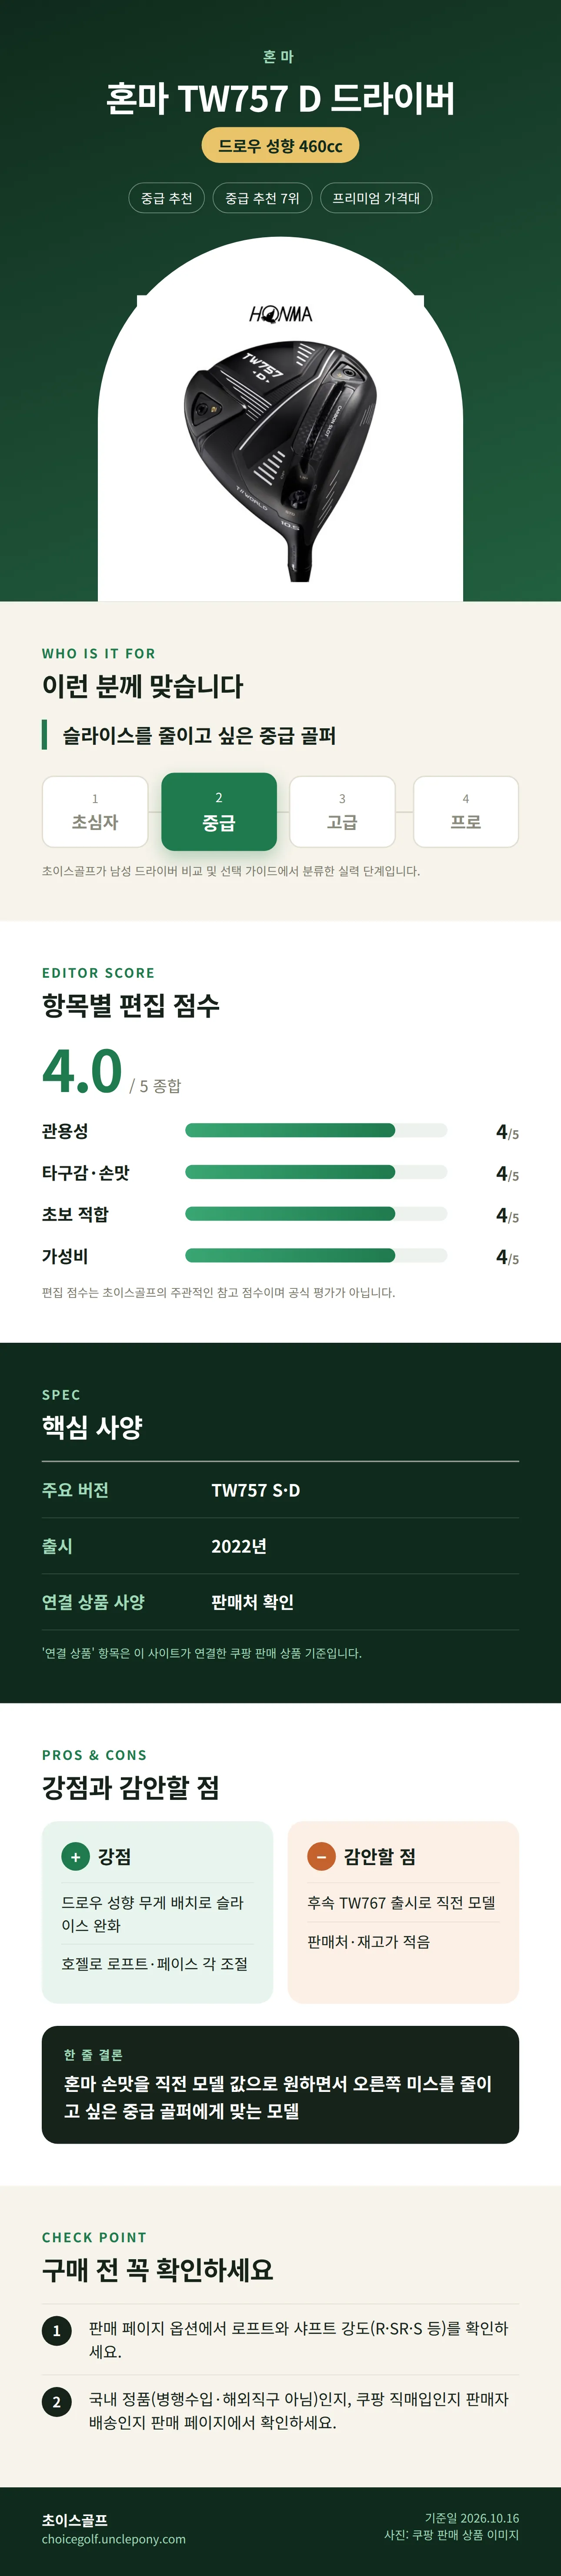 혼마
혼마 TW757 D 드라이버
드로우 성향 460cc
중급 추천
중급 추천 7위
프리미엄 가격대
HONMA
TW757
D
CARBON SLOT
TW WORLD
10.5
WHO IS IT FOR
이런 분께 맞습니다
슬라이스를 줄이고 싶은 중급 골퍼
1
초심자
2
중급
3
고급
4
프로
초이스골프가 남성 드라이버 비교 및 선택 가이드에서 분류한 실력 단계입니다.
EDITOR SCORE
항목별 편집 점수
4.0 / 5 종합
관용성 4/5
타구감·손맛 4/5
초보 적합 4/5
가성비 4/5
편집 점수는 초이스골프의 주관적인 참고 점수이며 공식 평가가 아닙니다.
SPEC
핵심 사양
주요 버전 TW757 S·D
출시 2022년
연결 상품 사양 판매처 확인
'연결 상품' 항목은 이 사이트가 연결한 쿠팡 판매 상품 기준입니다.
PROS & CONS
강점과 감안할 점
+ 강점
드로우 성향 무게 배치로 슬라
이스 완화
호젤로 로프트·페이스 각 조절
− 감안할 점
후속 TW767 출시로 직전 모델
판매처·재고가 적음
한 줄 결론
혼마 손맛을 직전 모델 값으로 원하면서 오른쪽 미스를 줄이
고 싶은 중급 골퍼에게 맞는 모델
CHECK POINT
구매 전 꼭 확인하세요
1 판매 페이지 옵션에서 로프트와 샤프트 강도(R·SR·S 등)를 확인하
세요.
2 국내 정품(병행수입·해외직구 아님)인지, 쿠팡 직매입인지 판매자
배송인지 판매 페이지에서 확인하세요.
초이스골프
choicegolf.unclepony.com
기준일 2026.10.16
사진: 쿠팡 판매 상품 이미지